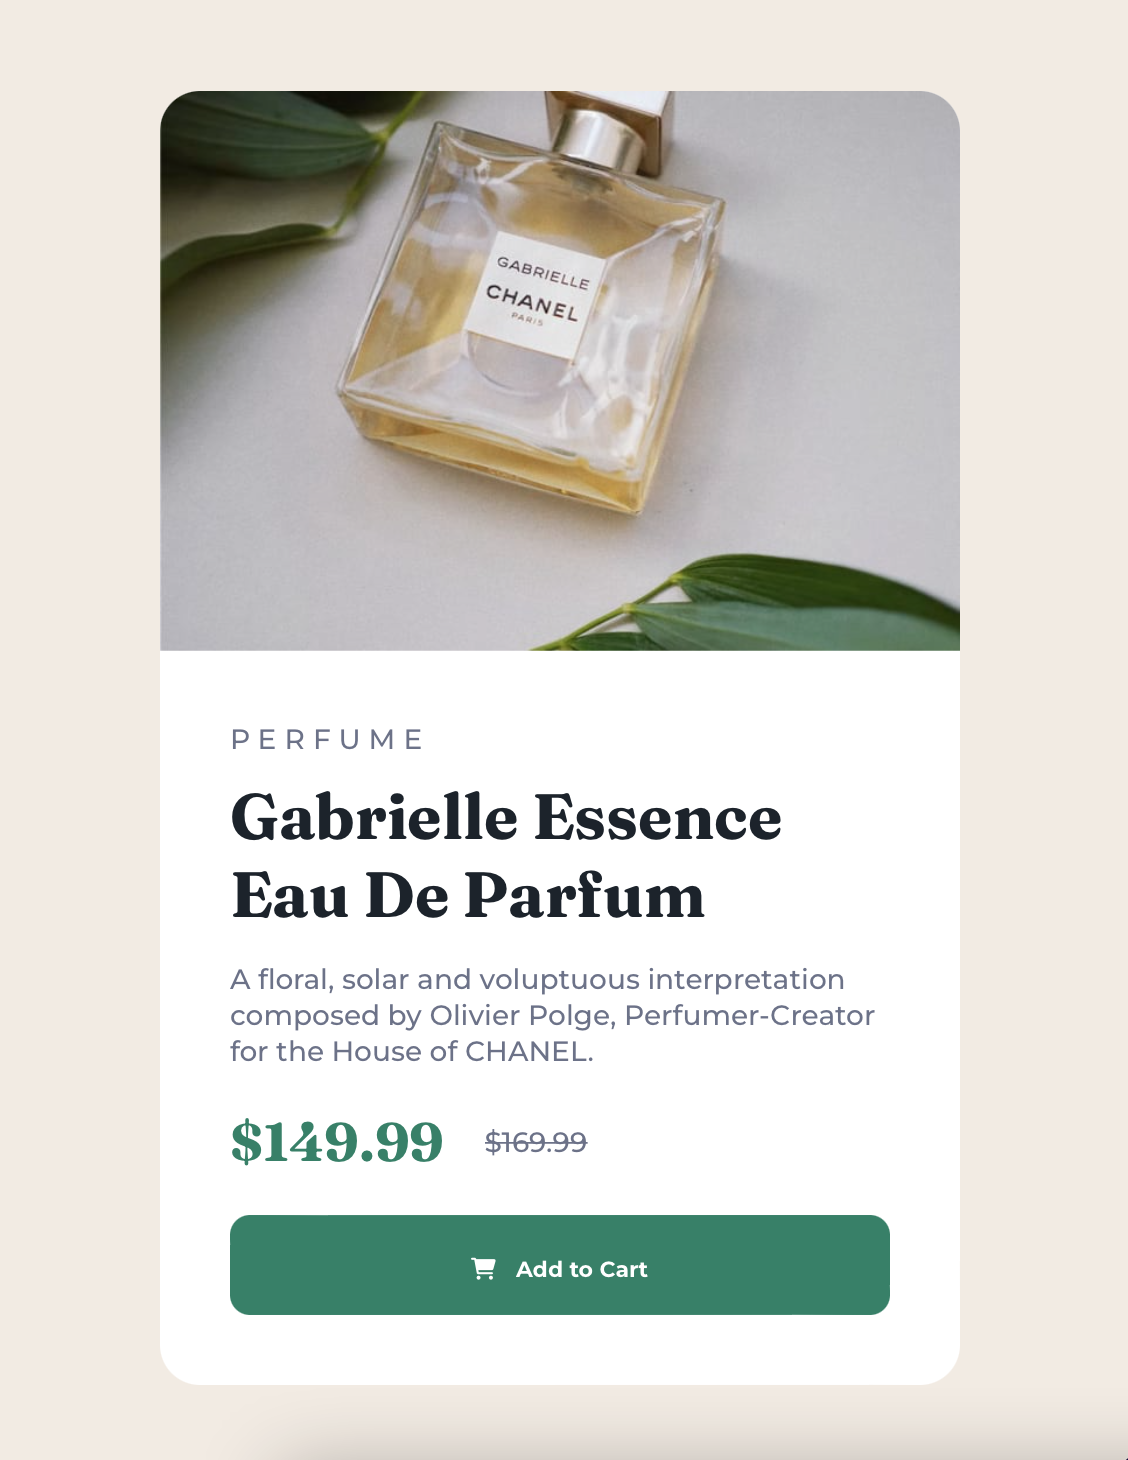 GABRIELLE
CHANEL
PARIS
PERFUME
Gabrielle Essence
Eau De Parfum
A floral, solar and voluptuous interpretation
composed by Olivier Polge, Perfumer-Creator
for the House of CHANEL.
$149.99 $169.99
Add to Cart